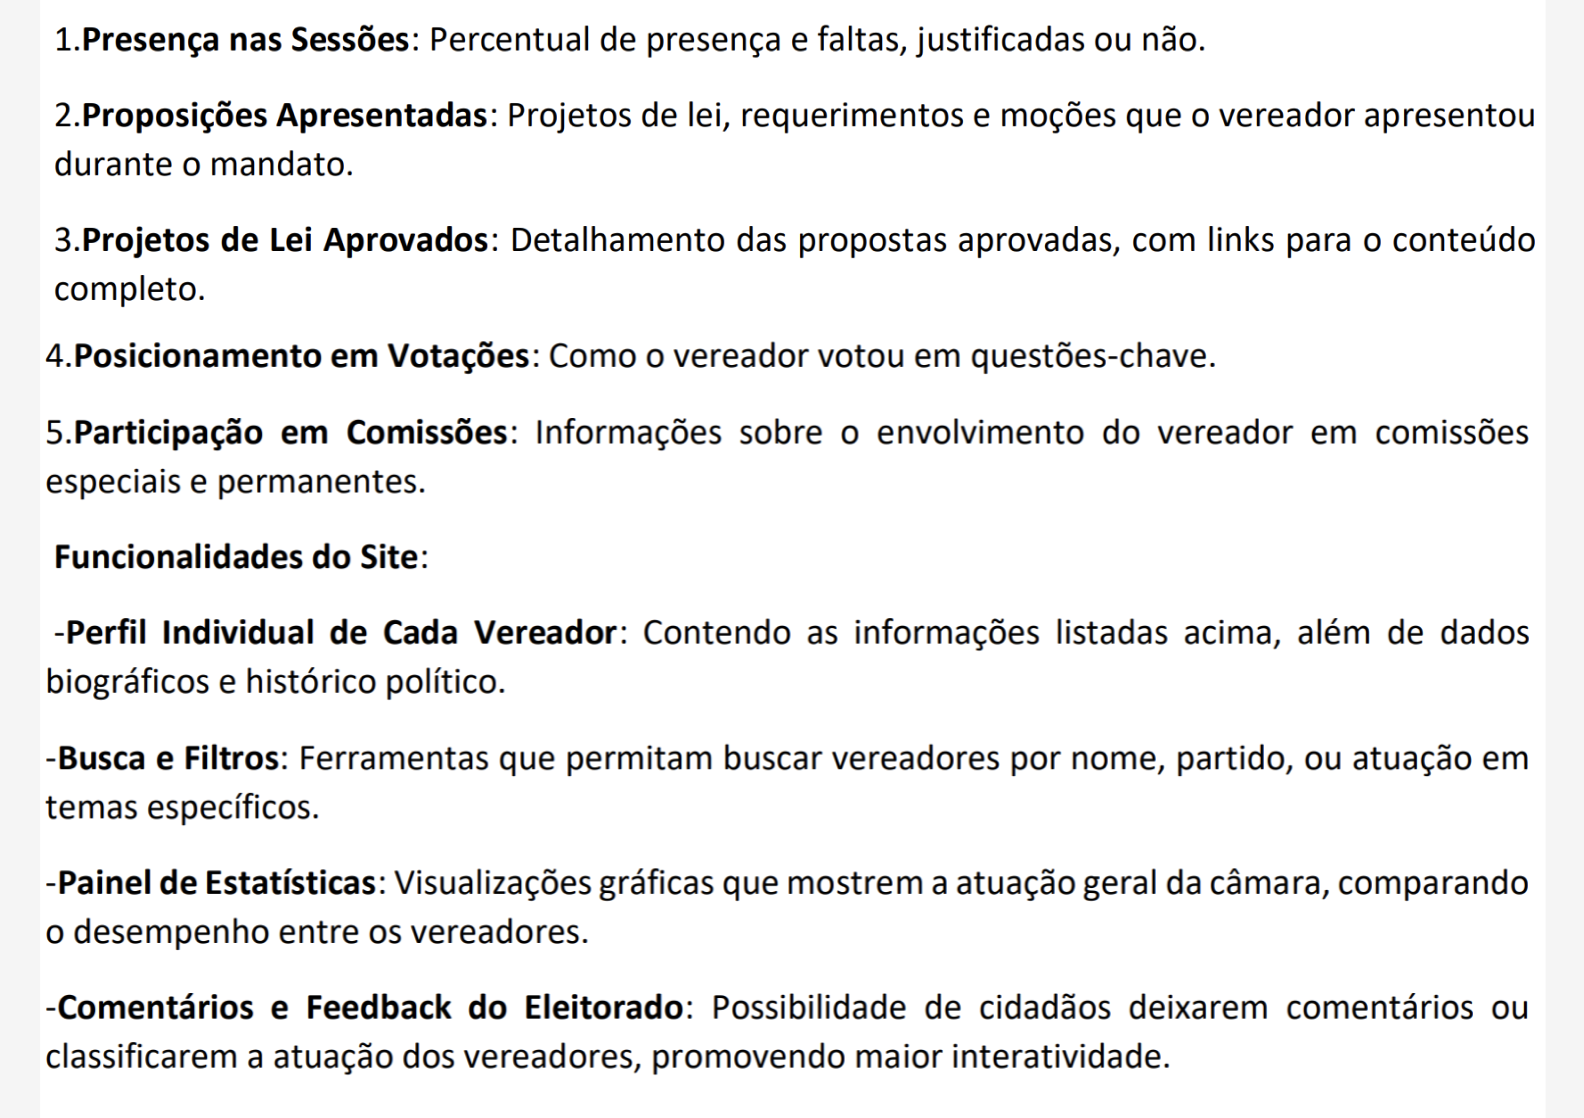 1.Presença nas Sessões: Percentual de presença e faltas, justificadas ou não.
2.Proposições Apresentadas: Projetos de lei, requerimentos e moções que o vereador apresentou
durante o mandato.
3.Projetos de Lei Aprovados: Detalhamento das propostas aprovadas, com links para o conteúdo
completo.
4.Posicionamento em Votações: Como o vereador votou em questões-chave.
5.Participação em Comissões: Informações sobre o envolvimento do vereador em comissões
especiais e permanentes.
Funcionalidades do Site:
-Perfil Individual de Cada Vereador: Contendo as informações listadas acima, além de dados
biográficos e histórico político.
-Busca e Filtros: Ferramentas que permitam buscar vereadores por nome, partido, ou atuação em
temas específicos.
-Painel de Estatísticas: Visualizações gráficas que mostrem a atuação geral da câmara, comparando
o desempenho entre os vereadores.
-Comentários e Feedback do Eleitorado: Possibilidade de cidadãos deixarem comentários ou
classificarem a atuação dos vereadores, promovendo maior interatividade.